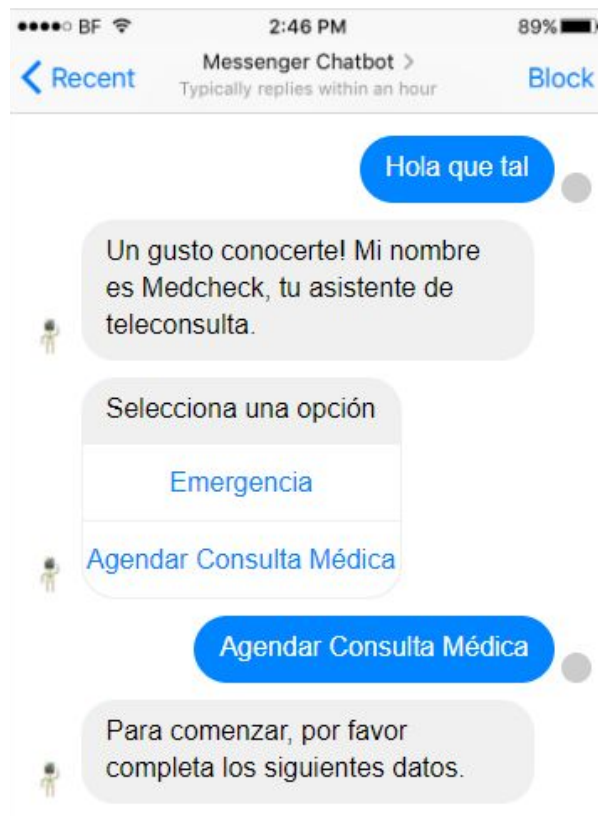 BF 2:46 PM 89%
Recent Messenger Chatbot > Block
Typically replies within an hour
Hola que tal
Un gusto conocerte! Mi nombre
es Medcheck, tu asistente de
teleconsulta.
Selecciona una opción
Emergencia
Agendar Consulta Médica
Agendar Consulta Médica
Para comenzar, por favor
completa los siguientes datos.